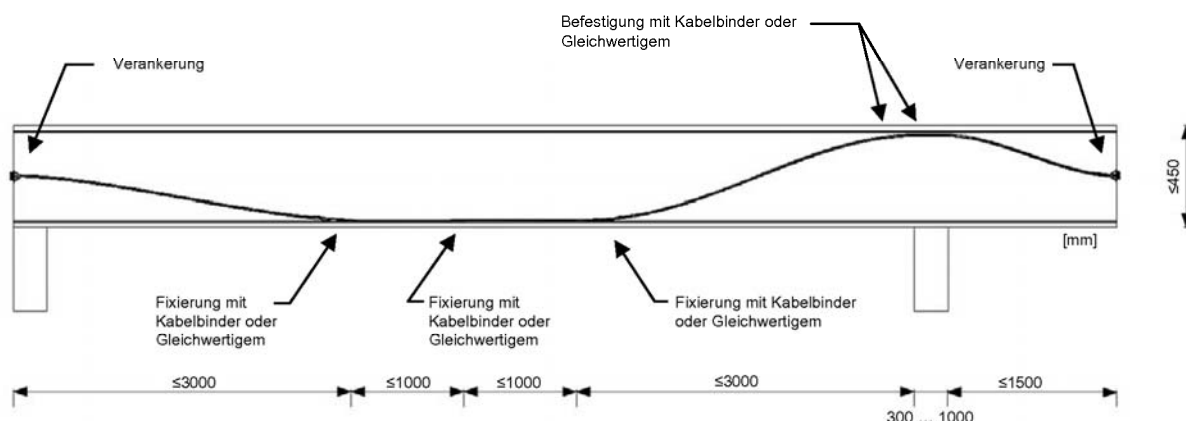 Befestigung mit Kabelbinder oder
Gleichwertigem
Verankerung
Verankerung
≤450
[mm]
Fixierung mit
Kabelbinder oder
Gleichwertigem
Fixierung mit
Kabelbinder oder
Gleichwertigem
Fixierung mit Kabelbinder
oder Gleichwertigem
≤3000
≤1000
≤1000
≤3000
≤1500
300 ... 1000